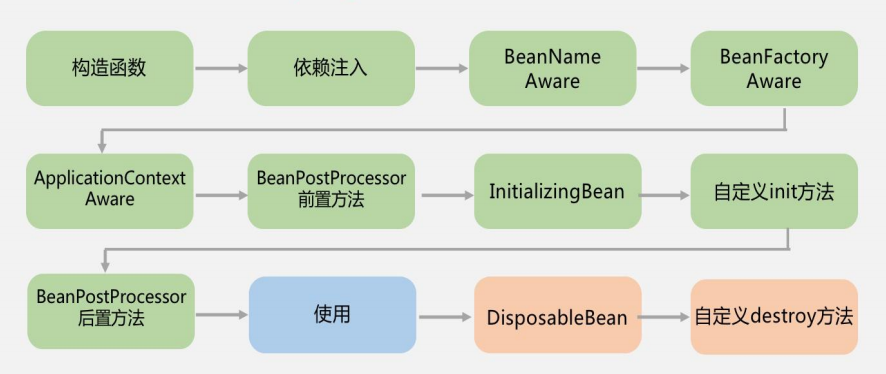 构造函数
依赖注入
BeanName
Aware
BeanFactory
Aware
ApplicationContext
Aware
BeanPostProcessor
前置方法
InitializingBean
自定义init方法
BeanPostProcessor
后置方法
使用
DisposableBean
自定义destroy方法